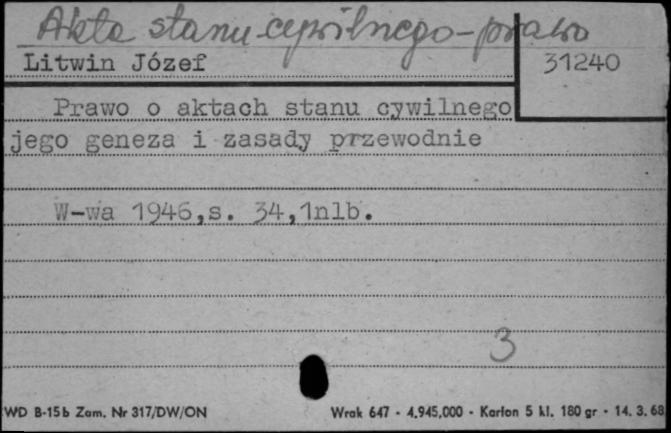 Akta stanu cywilnego - prawo
Litwin Józef
31240
Prawo o aktach stanu cywilnego
jego geneza i zasady przewodnie
W-wa 1946,s. 34,1nlb.
3
WD B-15b Zam. Nr 317/DW/ON
Wrak 647 - 4.945.000 - Karton 5 kl. 180 gr - 14. 3. 68